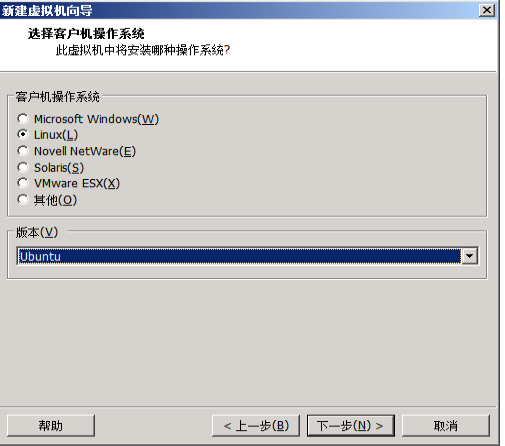 新建虚拟机向导
选择客户机操作系统
此虚拟机中将安装哪种操作系统?
客户机操作系统
Microsoft Windows(W)
Linux(L)
Novell NetWare(E)
Solaris(S)
VMware ESX(X)
其他(O)
版本(V)
Ubuntu
帮助
< 上一步(B)
下一步(N) >
取消